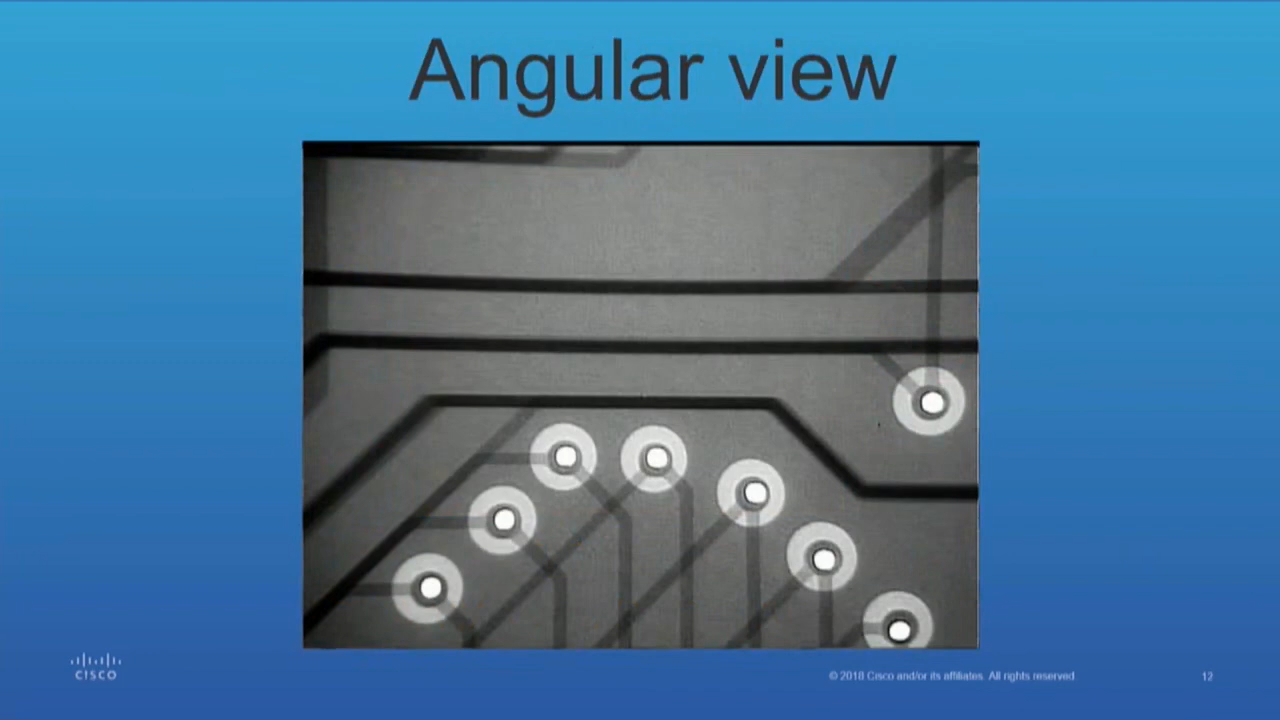 Angular view
CISCO
© 2018 Cisco and/or its affiliates. All rights reserved.
12